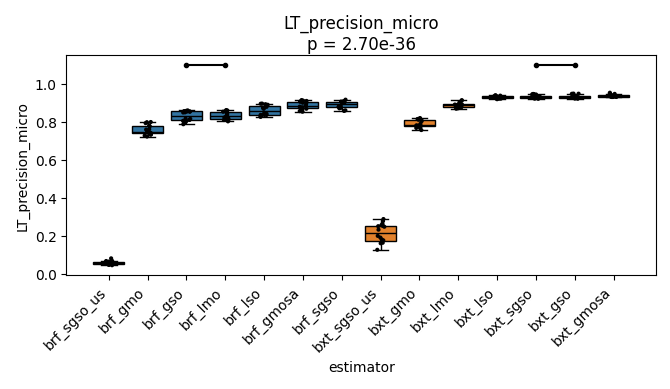 LT_precision_micro
p = 2.70e-36
LT_precision_micro
1.0
0.8
0.6
0.4
0.2
0.0
brf_sgso_us
brf_gmo
brf_gso
brf_lmo
brf_lso
brf_gmosa
brf_sgso
bxt_sgso_us
bxt_gmo
bxt_lmo
bxt_lso
bxt_sgso
bxt_gso
bxt_gmosa
estimator